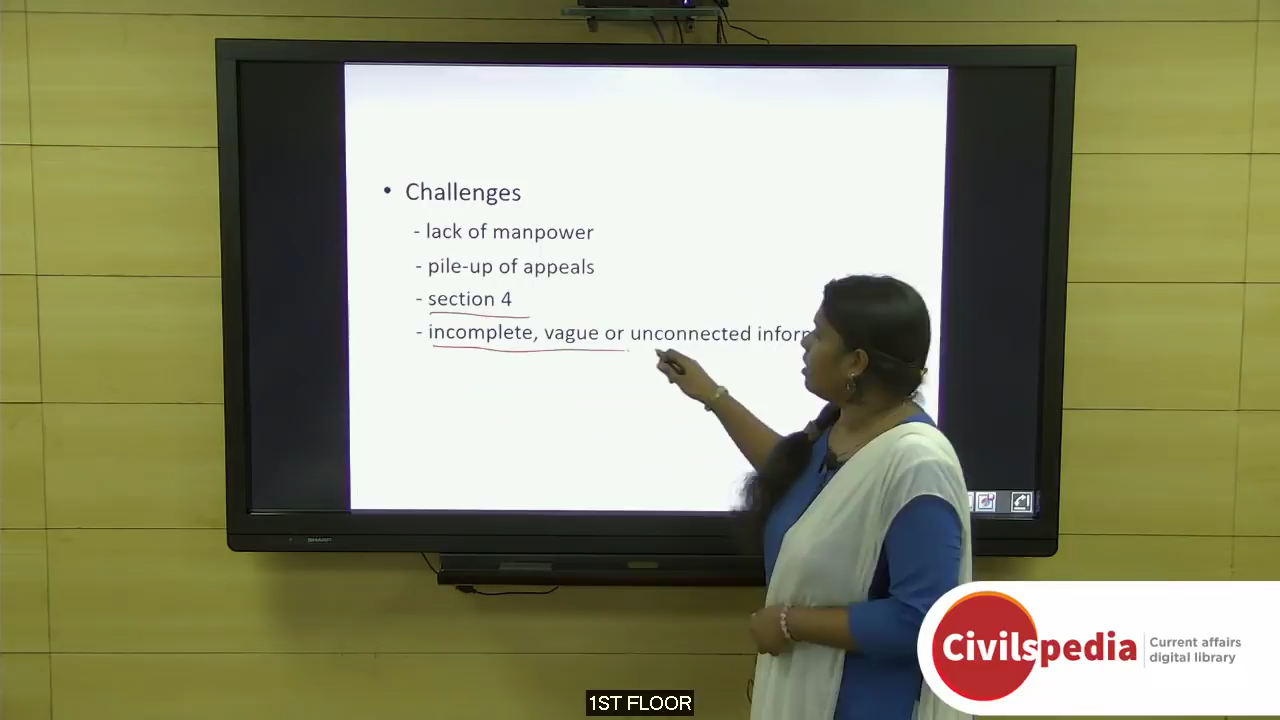 • Challenges
- lack of manpower
- pile-up of appeals
- section 4
- incomplete, vague or unconnected
SHARP
Civilspedia
Current affairs
digital library
1ST FLOOR